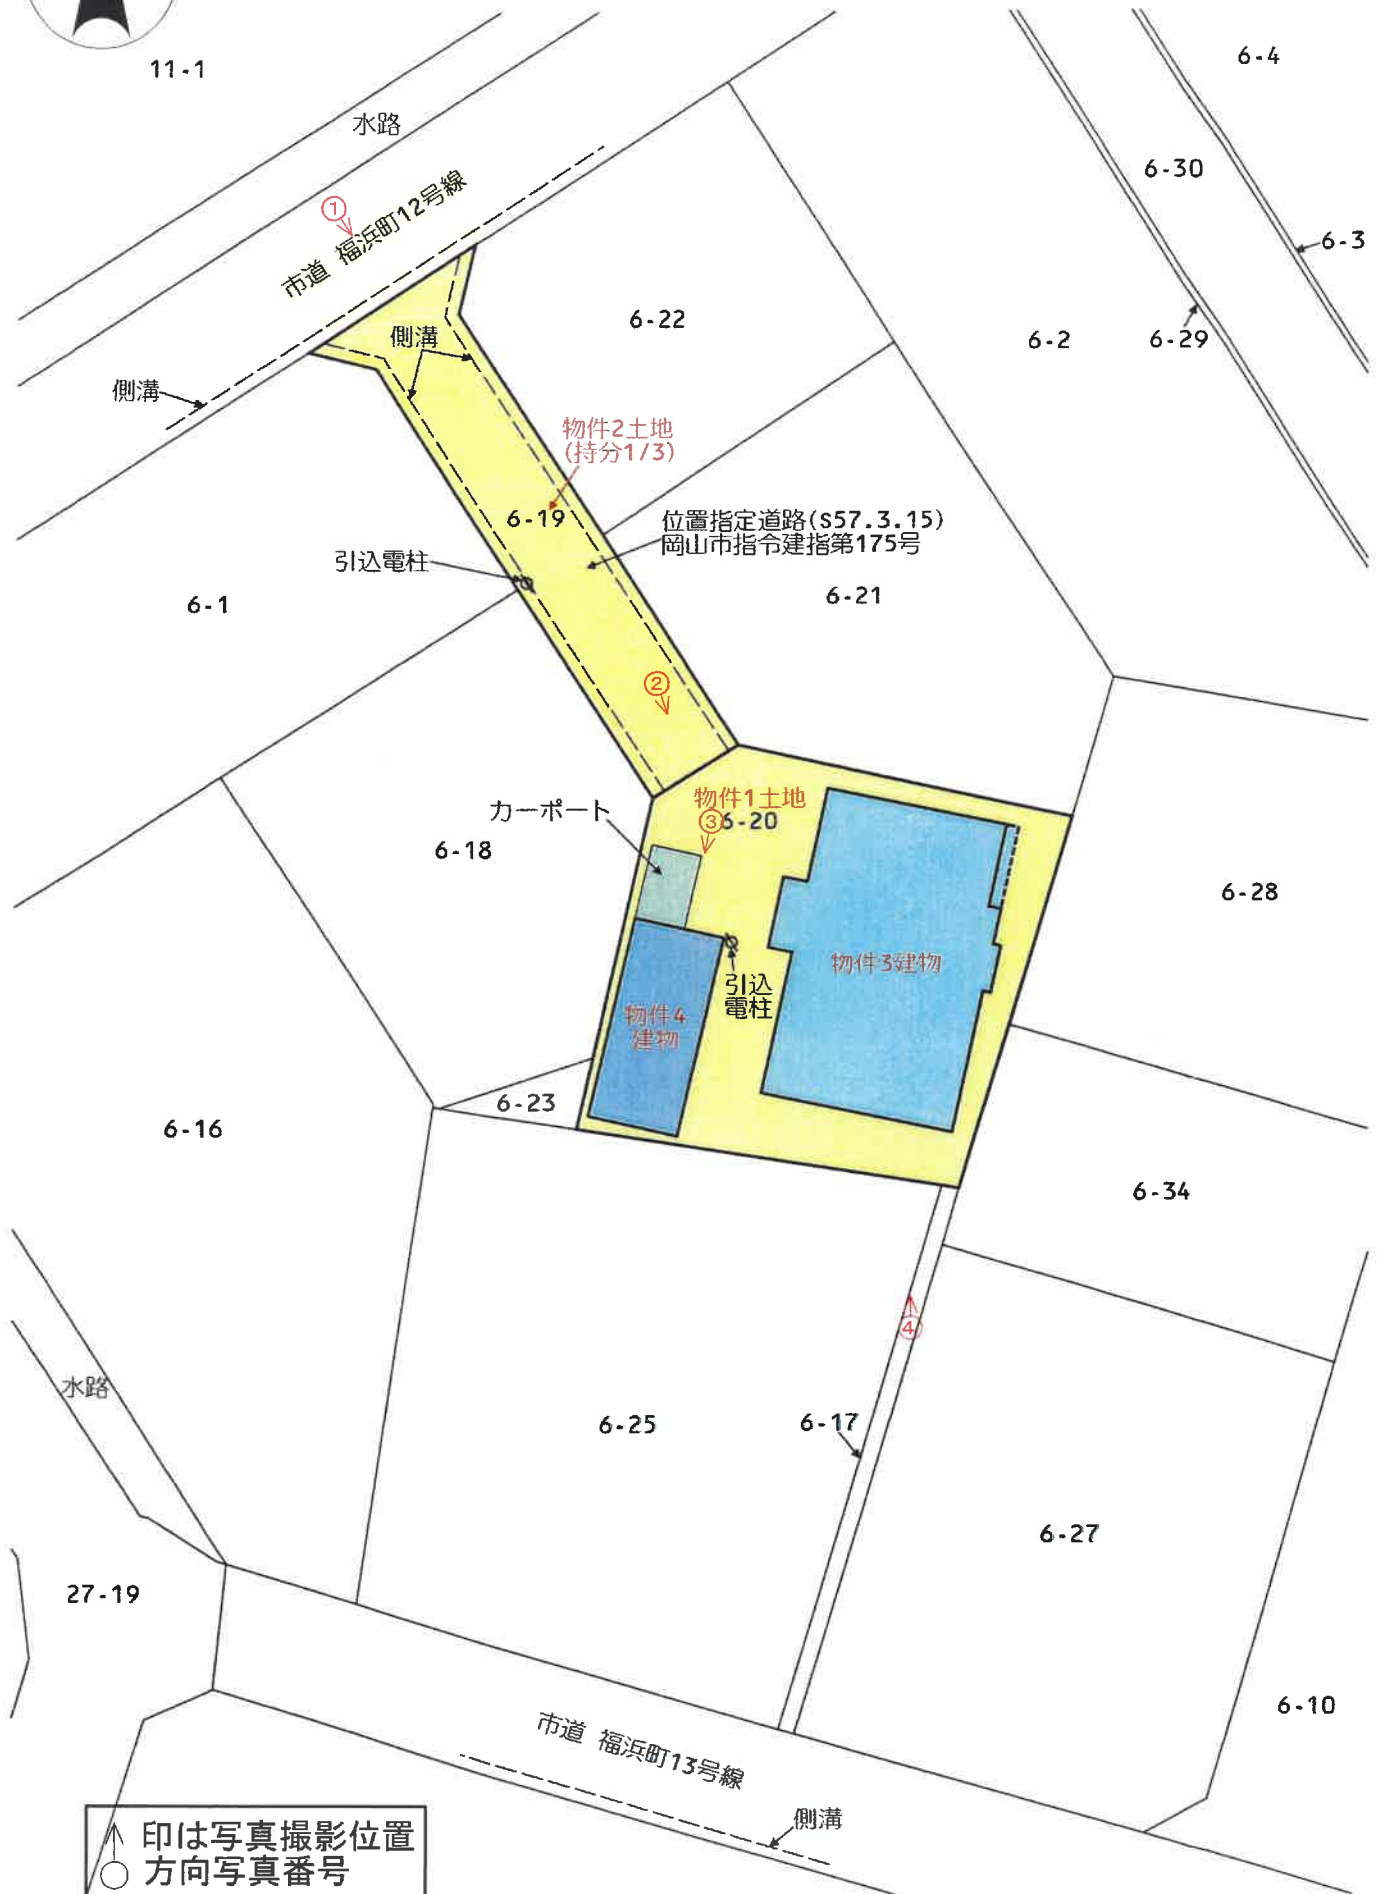 11-1
6-4
水路
6-30
市道 福浜町12号線
①
6-3
6-22
6-2
6-29
側溝
側溝
物件2土地
(持分1/3)
6-19
位置指定道路(S57.3.15)
岡山市指令建指第175号
引込電柱
6-1
6-21
②
カーポート
物件1土地
③
6-20
6-18
6-28
物件3建物
引込
電柱
物件4
建物
6-23
6-16
6-34
④
水路
6-25
6-17
6-27
27-19
6-10
市道 福浜町13号線
側溝
印は写真撮影位置
方向写真番号